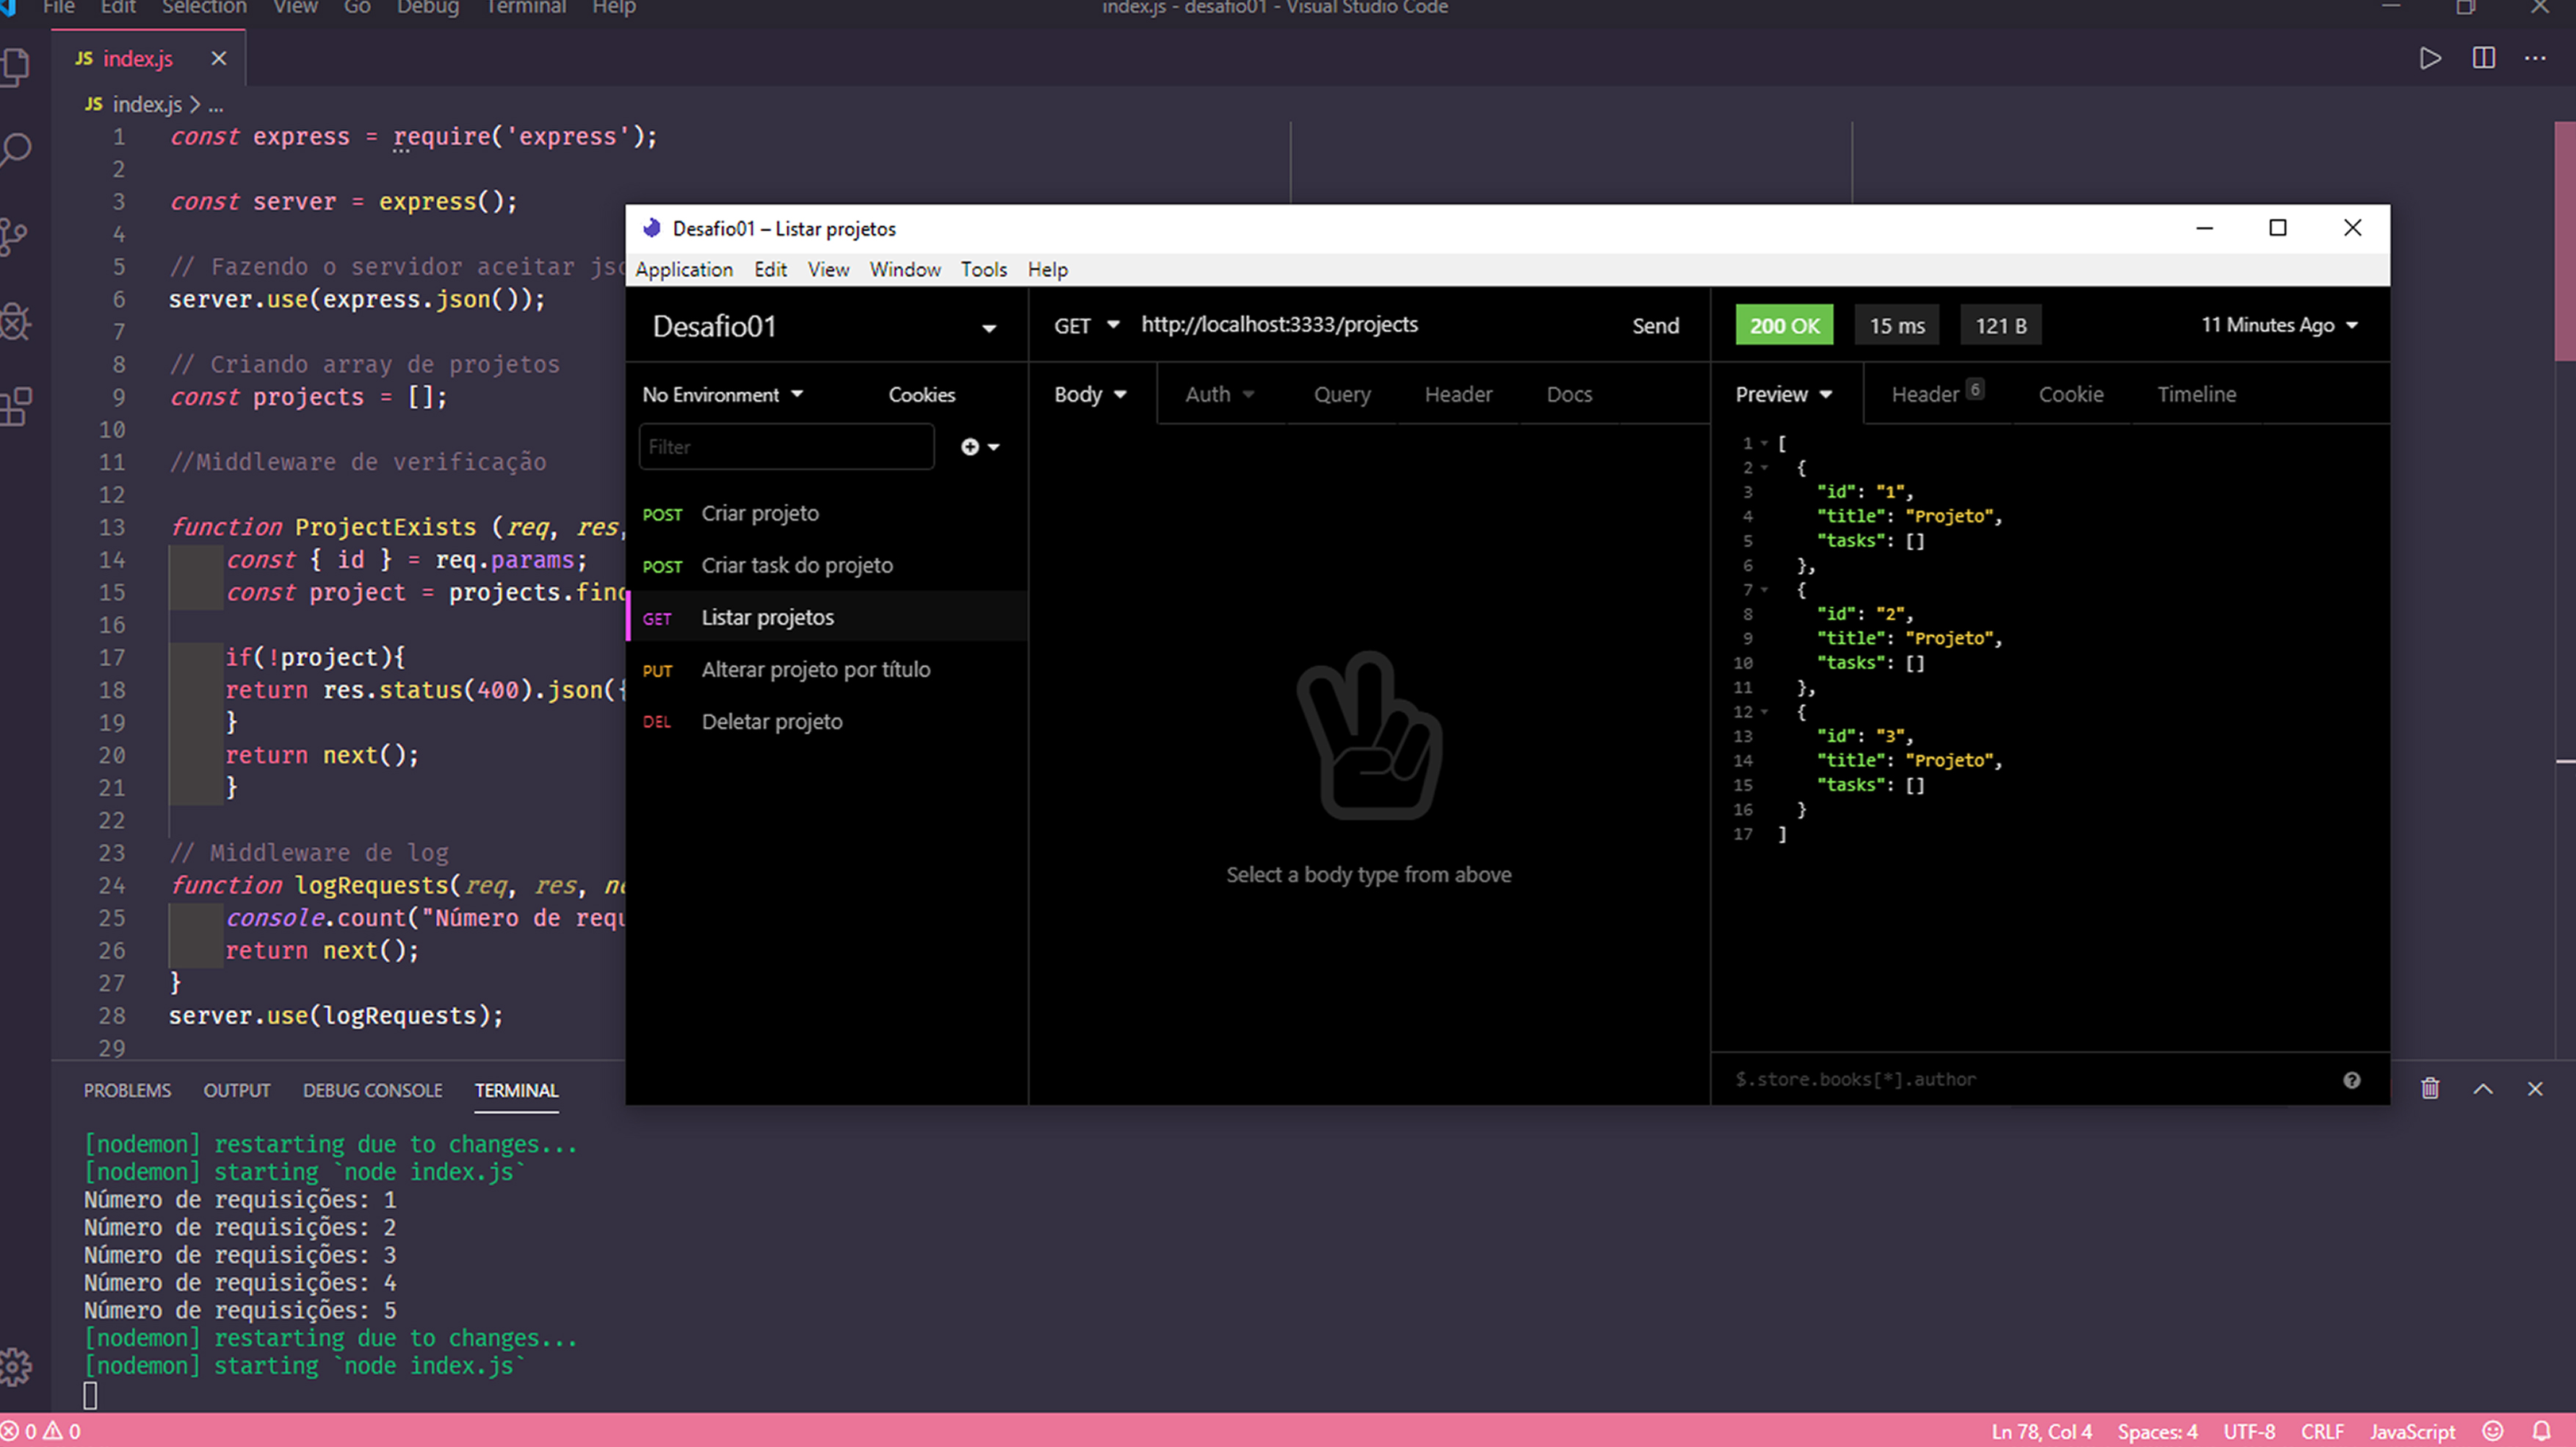 File Edit Selection View Go Debug Terminal Help
index.js - desafio01 - Visual Studio Code
JS index.js
JS index.js > ...
1 const express = require('express');
2
3 const server = express();
4
5 // Fazendo o servidor aceitar
6 server.use(express.json());
7
8 // Criando array de projetos
9 const projects = [];
10
11 //Middleware de verificação
12
13 function ProjectExists (req, res,
14 const { id } = req.params;
15 const project = projects.find
16
17 if(!project){
18 return res.status(400).json({
19 }
20 return next();
21 }
22
23 // Middleware de log
24 function logRequests(req, res,
25 console.count("Número de
26 return next();
27 }
28 server.use(logRequests);
29
Desafio01 – Listar projetos
Application Edit View Window Tools Help
Desafio01
No Environment Cookies
Filter
POST Criar projeto
POST Criar task do projeto
GET Listar projetos
PUT Alterar projeto por título
DEL Deletar projeto
GET http://localhost:3333/projects Send
Body Auth Query Header Docs
Select a body type from above
200 OK 15 ms 121 B 11 Minutes Ago
Preview Header 6 Cookie Timeline
1 [
2 {
3 "id": "1",
4 "title": "Projeto",
5 "tasks": []
6 },
7 {
8 "id": "2",
9 "title": "Projeto",
10 "tasks": []
11 },
12 {
13 "id": "3",
14 "title": "Projeto",
15 "tasks": []
16 }
17 ]
$.store.books[*].author
PROBLEMS OUTPUT DEBUG CONSOLE TERMINAL
[nodemon] restarting due to changes...
[nodemon] starting `node index.js`
Número de requisições: 1
Número de requisições: 2
Número de requisições: 3
Número de requisições: 4
Número de requisições: 5
[nodemon] restarting due to changes...
[nodemon] starting `node index.js`
0 0
Ln 78, Col 4 Spaces: 4 UTF-8 CRLF JavaScript